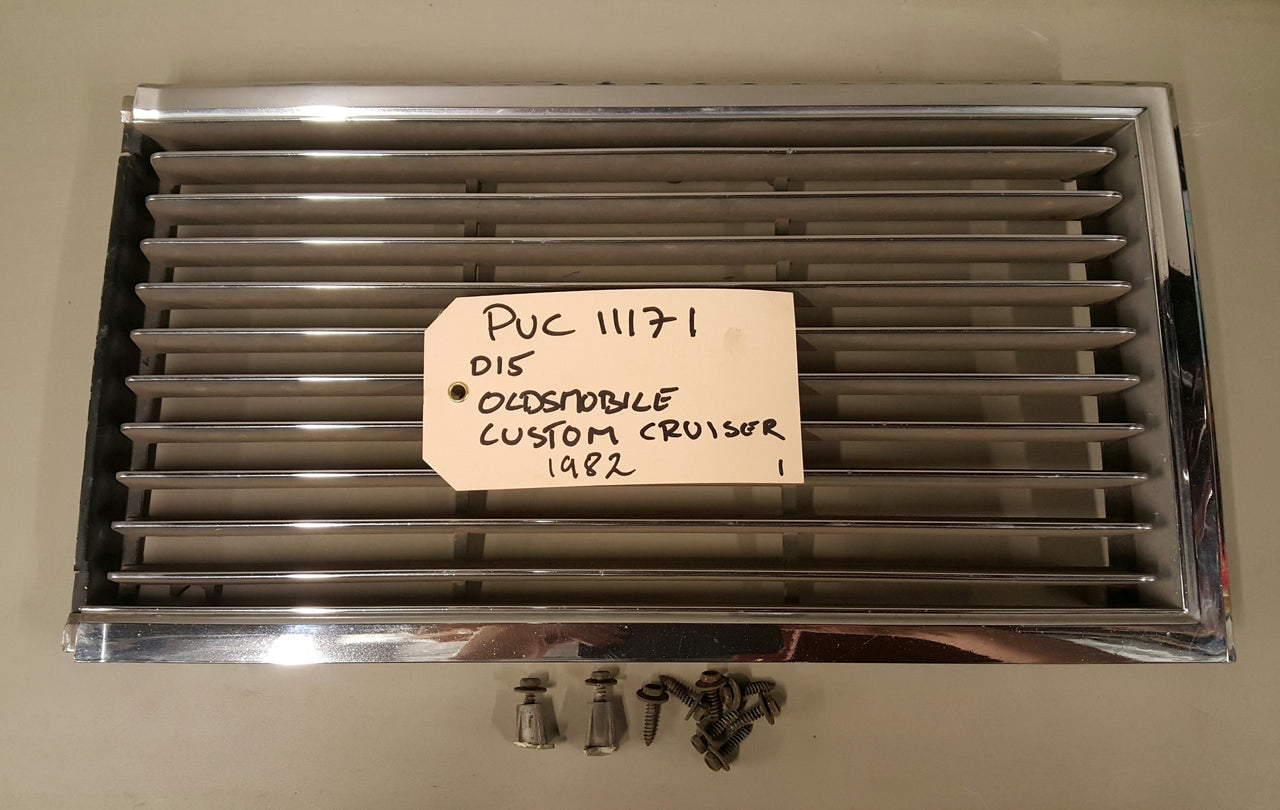 PUC 11171
D15
OLDSMOBILE
CUSTOM CRUISER
1982 1